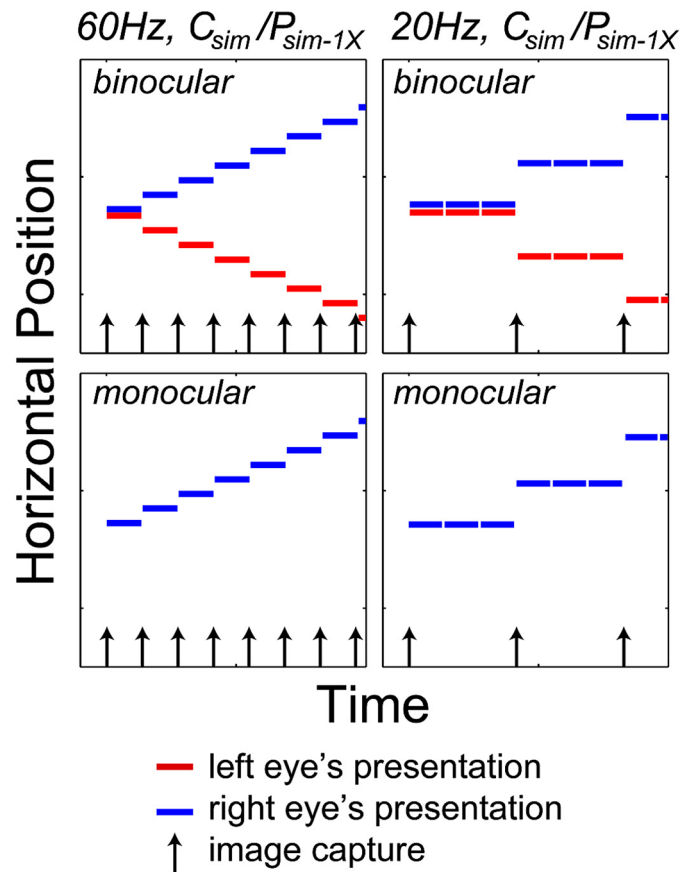 60Hz, Csim/Psim-1X
20Hz, Csim/Psim-1X
binocular
binocular
monocular
monocular
Horizontal Position
Time
left eye's presentation
right eye's presentation
image capture